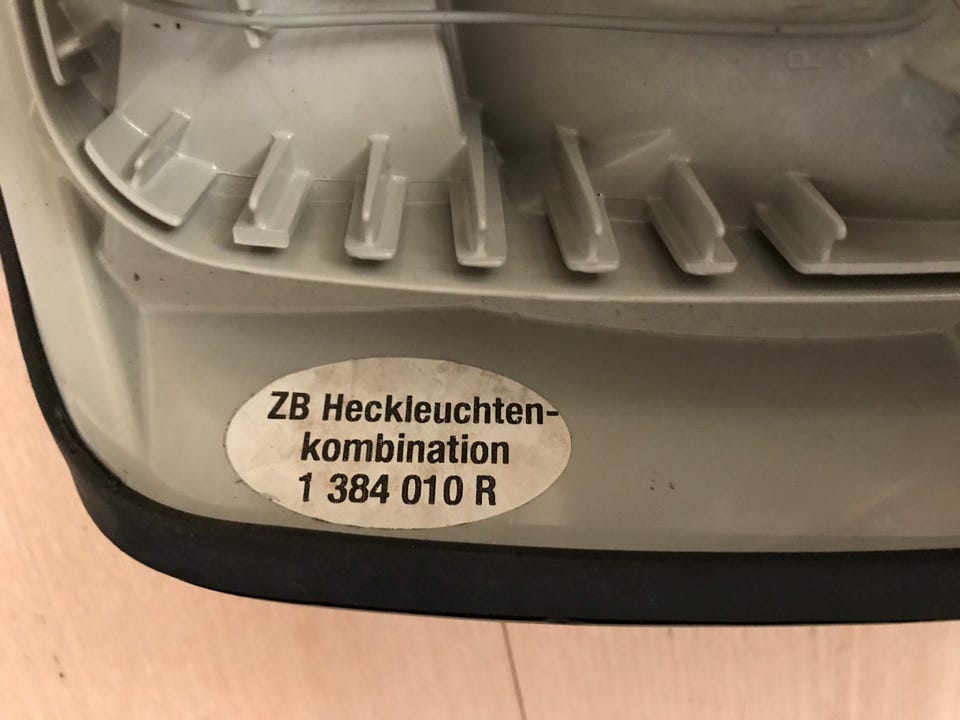 ZB Heckleuchten-
kombination
1 384 010 R